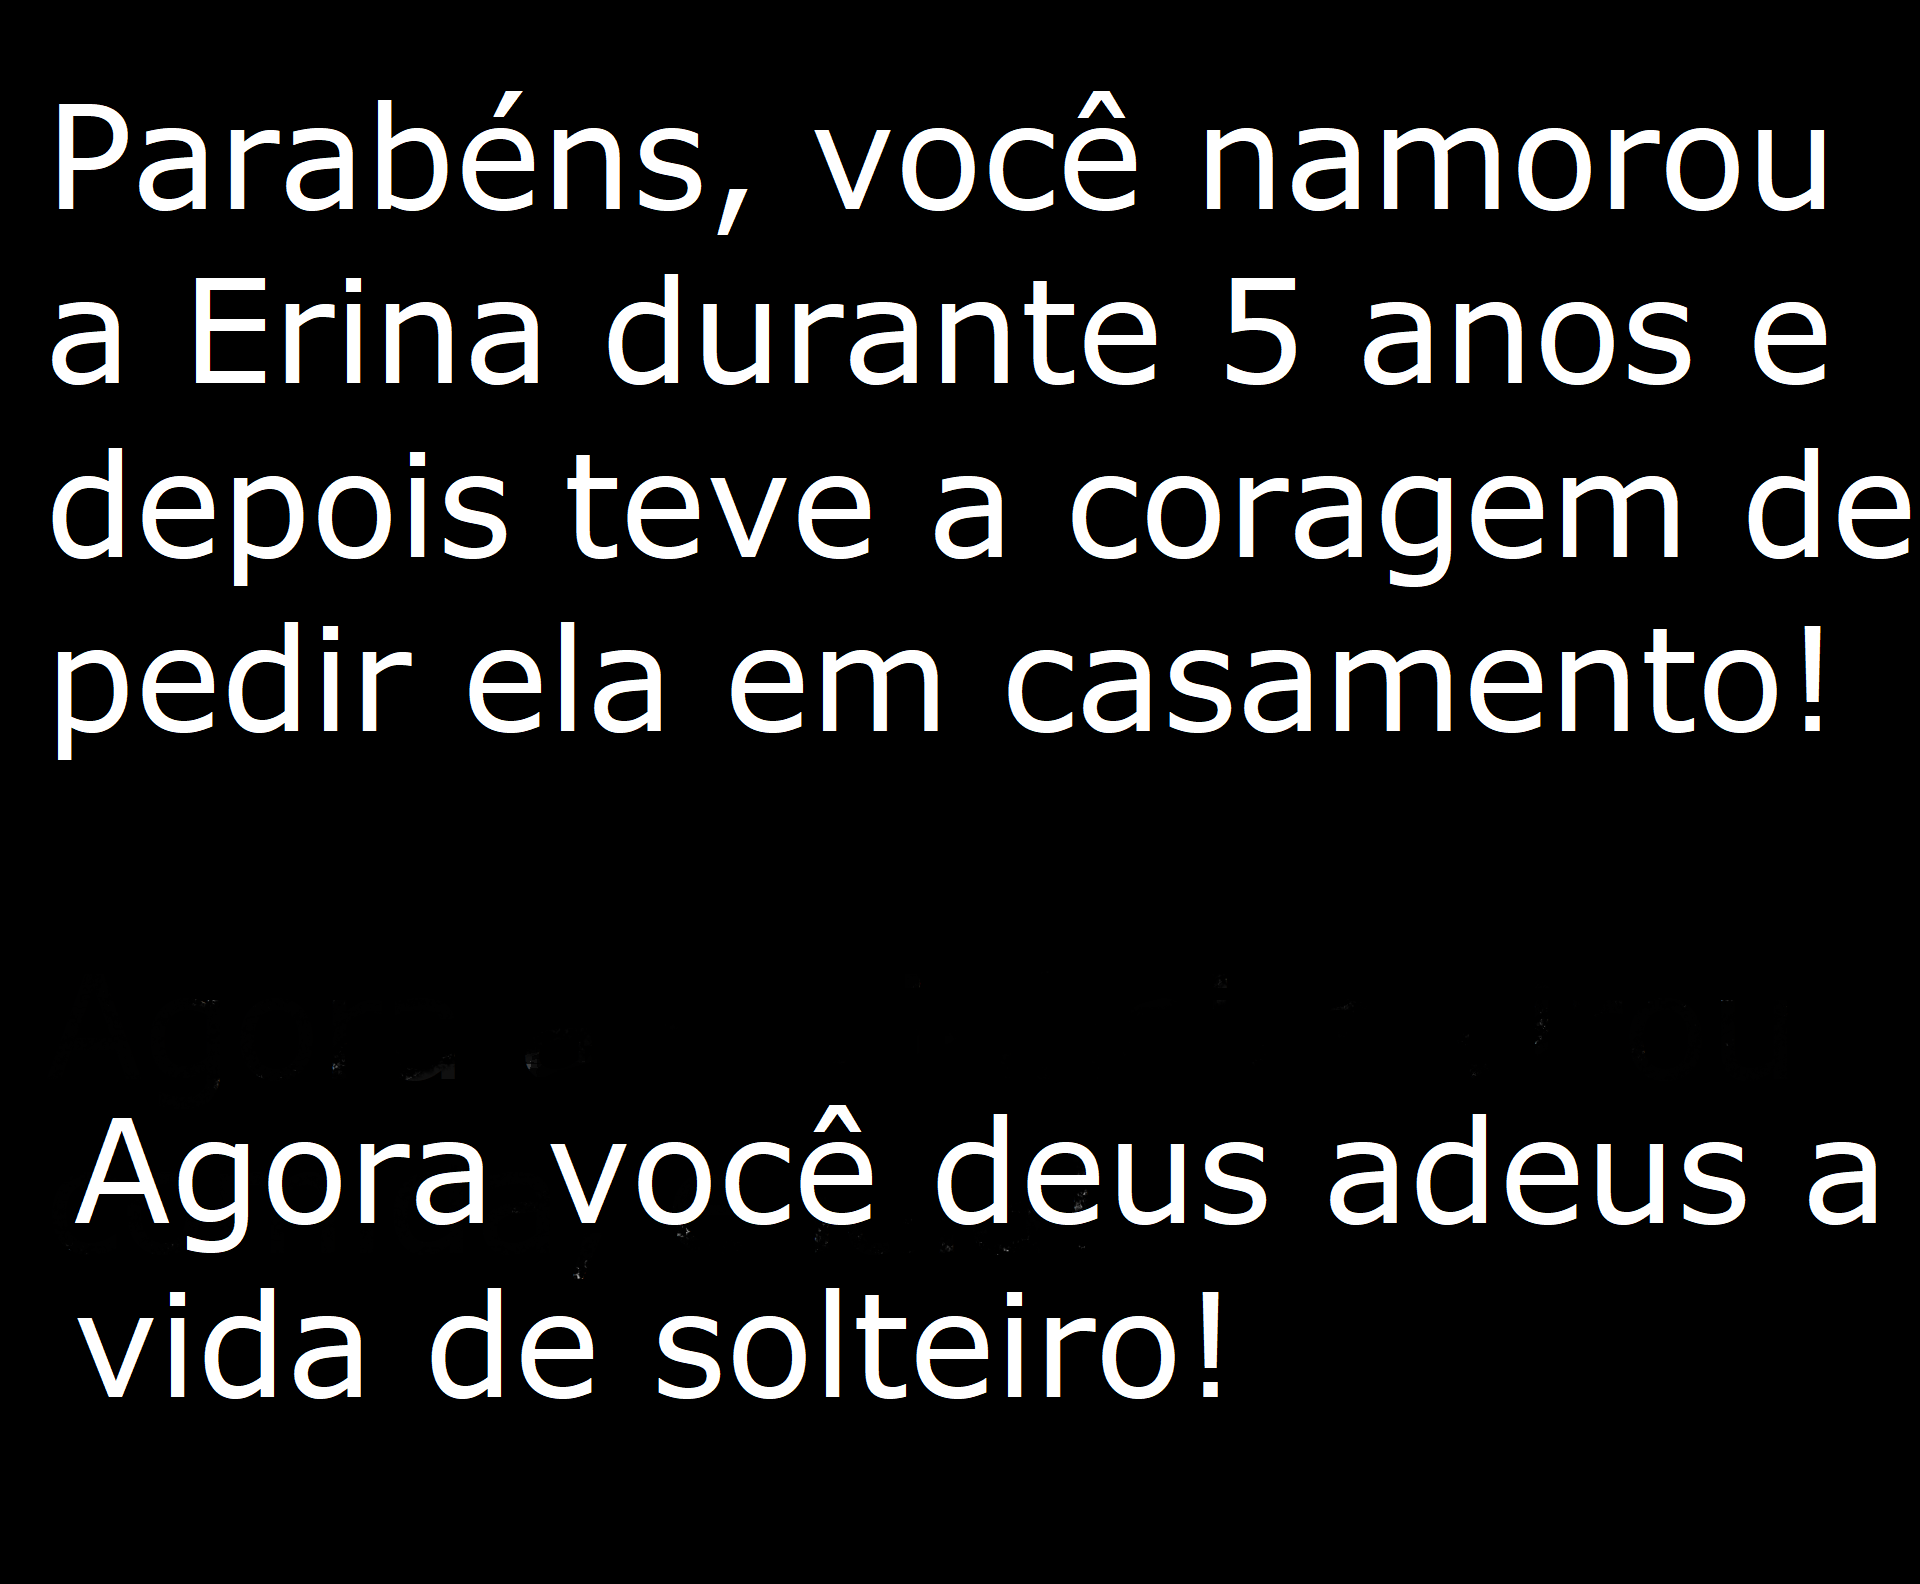 Parabéns, você namorou
a Erina durante 5 anos e
depois teve a coragem de
pedir ela em casamento!
Agora você deus adeus a
vida de solteiro!